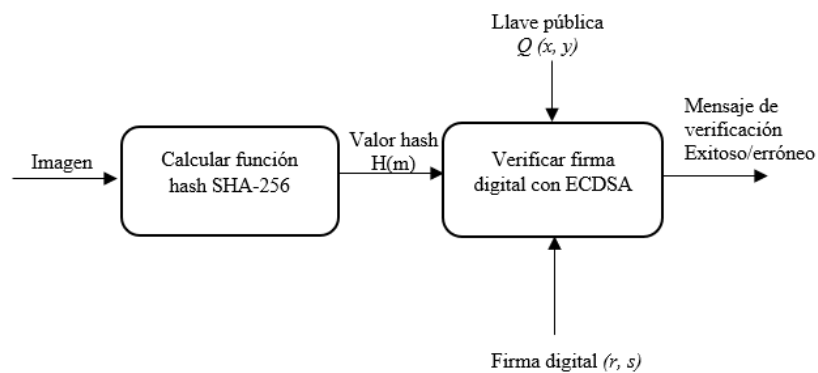 Llave pública
Q (x, y)
Imagen
Calcular función
hash SHA-256
Valor hash
H(m)
Verificar firma
digital con ECDSA
Mensaje de
verificación
Exitoso/erróneo
Firma digital (r, s)